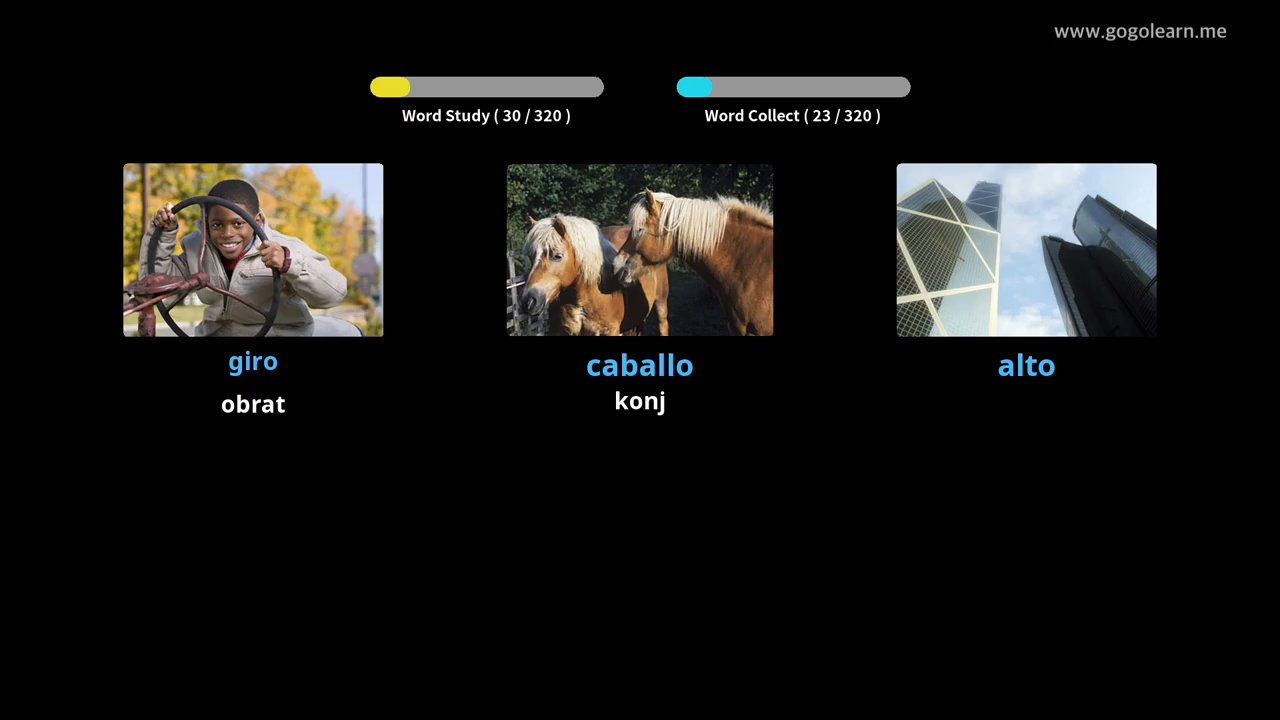 www.gogolearn.me
Word Study ( 30 / 320 )
Word Collect ( 23 / 320 )
giro
caballo
alto
obrat
konj